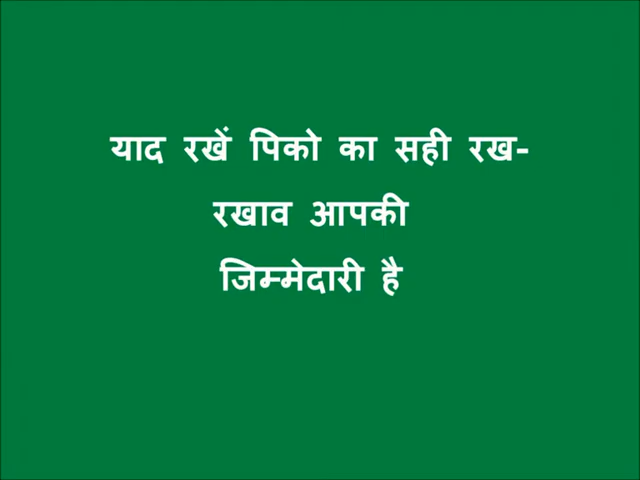 याद रखें पिको का सही रख-
रखाव आपकी
जिम्मेदारी है